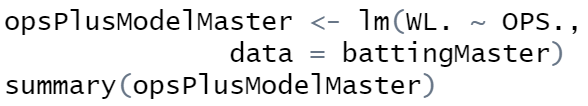 opsPlusModelMaster <- lm(WL. ~ OPS.,
data = battingMaster)
summary(opsPlusModelMaster)